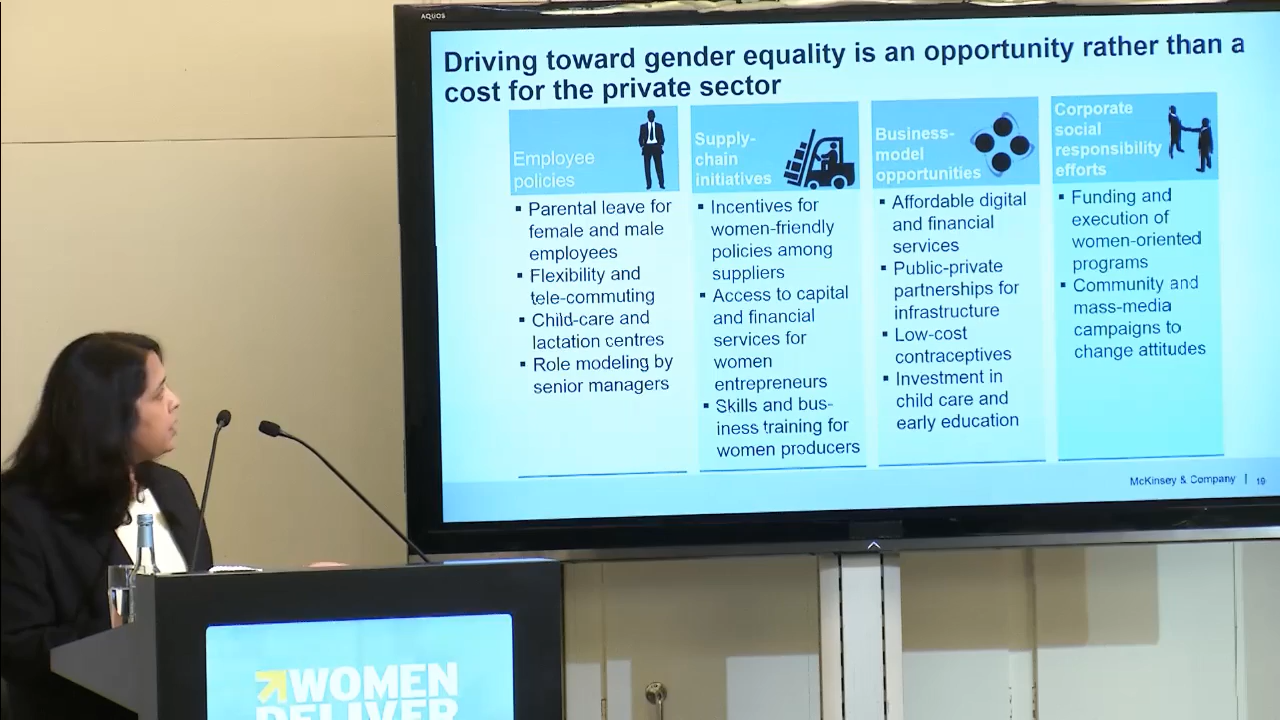 AQUOS
Driving toward gender equality is an opportunity rather than a
cost for the private sector
Employee
policies
▪ Parental leave for
female and male
employees
▪ Flexibility and
tele-commuting
▪ Child-care and
lactation centres
▪ Role modeling by
senior managers
Supply-
chain
initiatives
▪ Incentives for
women-friendly
policies among
suppliers
▪ Access to capital
and financial
services for
women
entrepreneurs
▪ Skills and bus-
iness training for
women producers
Business-
model
opportunities
▪ Affordable digital
and financial
services
▪ Public-private
partnerships for
infrastructure
▪ Low-cost
contraceptives
▪ Investment in
child care and
early education
Corporate
social
responsibility
efforts
▪ Funding and
execution of
women-oriented
programs
▪ Community and
mass-media
campaigns to
change attitudes
McKinsey & Company | 19
WOMEN
DELIVER